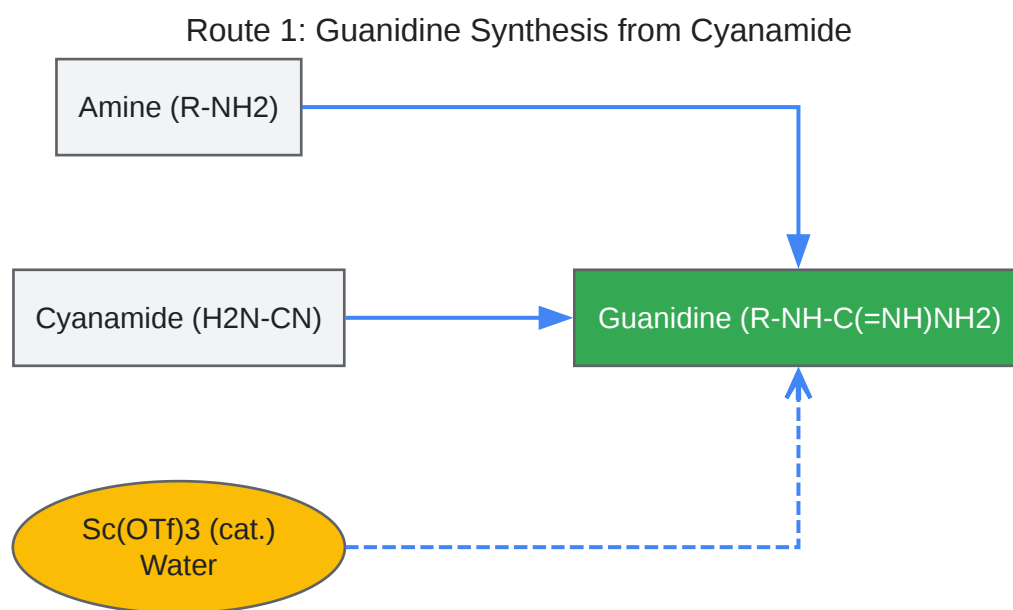 Route 1: Guanidine Synthesis from Cyanamide
Amine (R-NH2)
Cyanamide (H2N-CN)
Guanidine (R-NH-C(=NH)NH2)
Sc(OTf)3 (cat.)
Water